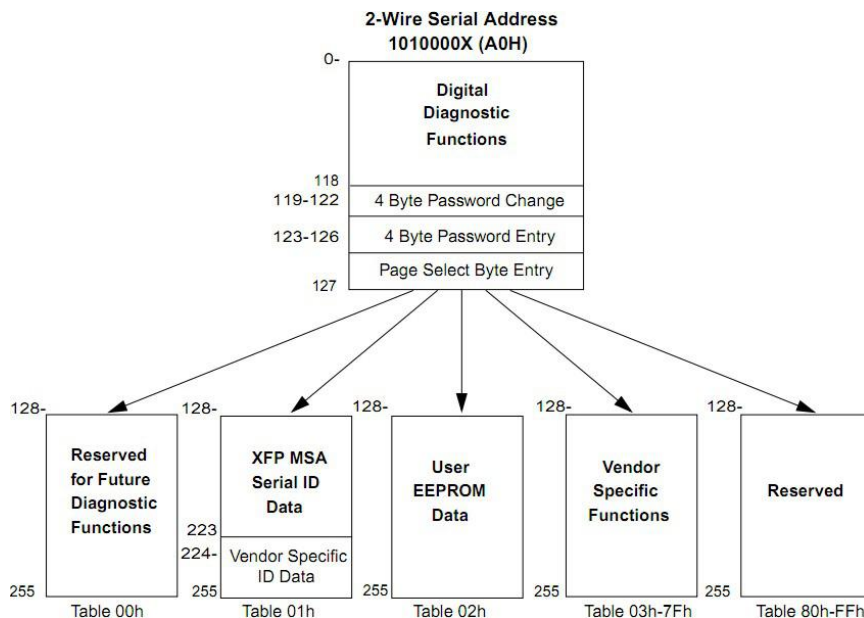 2-Wire Serial Address
1010000X (A0H)
0-
Digital
Diagnostic
Functions
118
119-122
4 Byte Password Change
123-126
4 Byte Password Entry
Page Select Byte Entry
127
128-
Reserved
for Future
Diagnostic
Functions
255
Table 00h
128-
XFP MSA
Serial ID
Data
223
224-
Vendor Specific
ID Data
255
Table 01h
128-
User
EEPROM
Data
255
Table 02h
128-
Vendor
Specific
Functions
255
Table 03h-7Fh
128-
Reserved
255
Table 80h-FFh